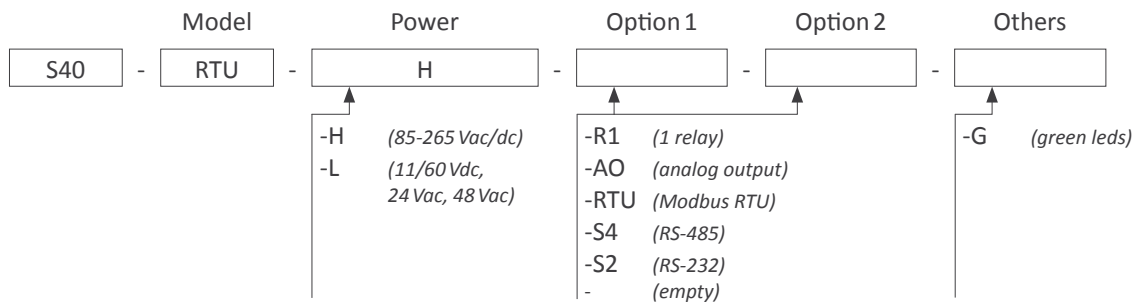 Model Power Option 1 Option 2 Others
S40 - RTU - H - - -
-H (85-265 Vac/dc) -R1 (1 relay) -G (green leds)
-L (11/60 Vdc, -AO (analog output)
24 Vac, 48 Vac) -RTU (Modbus RTU)
-S4 (RS-485)
-S2 (RS-232)
- (empty)